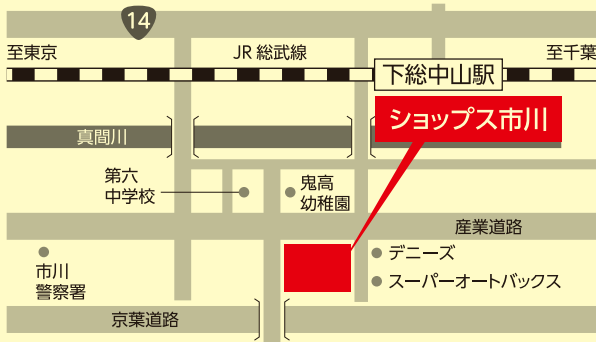 14
至東京
JR 総武線
至千葉
下総中山駅
ショップス市川
真間川
第六
中学校
鬼高
幼稚園
産業道路
デニーズ
市川
警察署
スーパーオートバックス
京葉道路